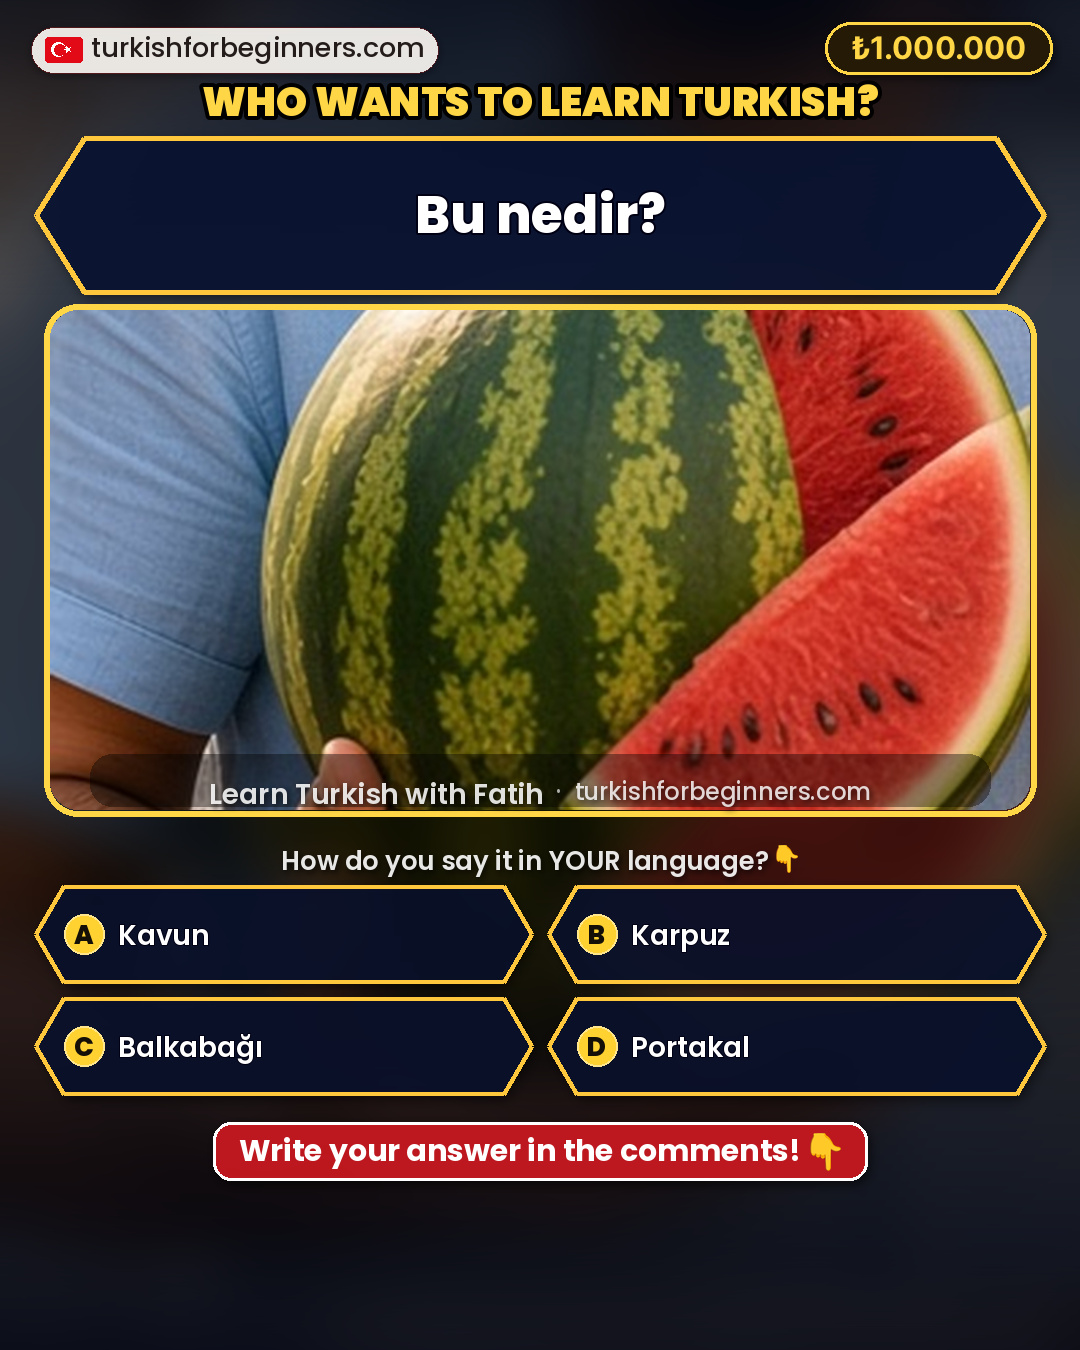 turkishforbeginners.com
₺1.000.000
WHO WANTS TO LEARN TURKISH?
Bu nedir?
Learn Turkish with Fatih · turkishforbeginners.com
How do you say it in YOUR language? 👇
A Kavun
B Karpuz
C Balkabağı
D Portakal
Write your answer in the comments! 👇